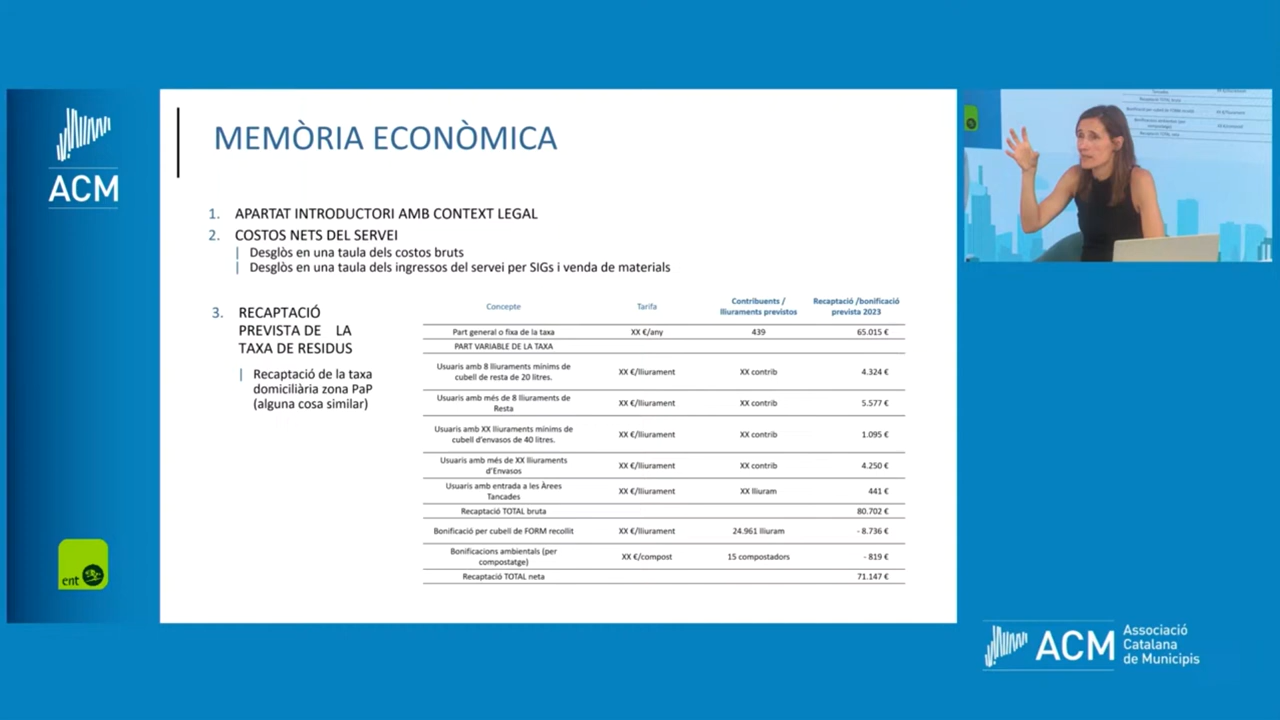 ACM
MEMÒRIA ECONÒMICA
1. APARTAT INTRODUCTORI AMB CONTEXT LEGAL
2. COSTOS NETS DEL SERVEI
Desglòs en una taula dels costos bruts
Desglòs en una taula dels ingressos del servei per SIGs i venda de materials
3. RECAPTACIÓ
PREVISTA DE LA
TAXA DE RESIDUS
Recaptació de la taxa
domiciliària zona PaP
(alguna cosa similar)
Concepte Tarifa Contribuents / lliuraments previstos Recaptació /bonificació prevista 2023
Part general o fixa de la taxa XX €/any 439 65.015 €
PART VARIABLE DE LA TAXA
Usuaris amb 8 lliuraments mínims de
cubell de resta de 20 litres. XX €/lliurament XX contrib 4.324 €
Usuaris amb més de 8 lliuraments de
Resta XX €/lliurament XX contrib 5.577 €
Usuaris amb XX lliuraments mínims de
cubell d'envasos de 40 litres. XX €/lliurament XX contrib 1.095 €
Usuaris amb més de XX lliuraments
d'Envasos XX €/lliurament XX contrib 4.250 €
Usuaris amb entrada a les Àrees
Tancades XX €/lliurament XX lliuram 441 €
Recaptació TOTAL bruta 80.702 €
Bonificació per cubell de FORM recollit XX €/lliurament 24.961 lliuram - 8.736 €
Bonificacions ambientals (per
compostatge) XX €/compost 15 compostadors - 819 €
Recaptació TOTAL neta 71.147 €
ent
ACM
Associació
Catalana
de Municipis